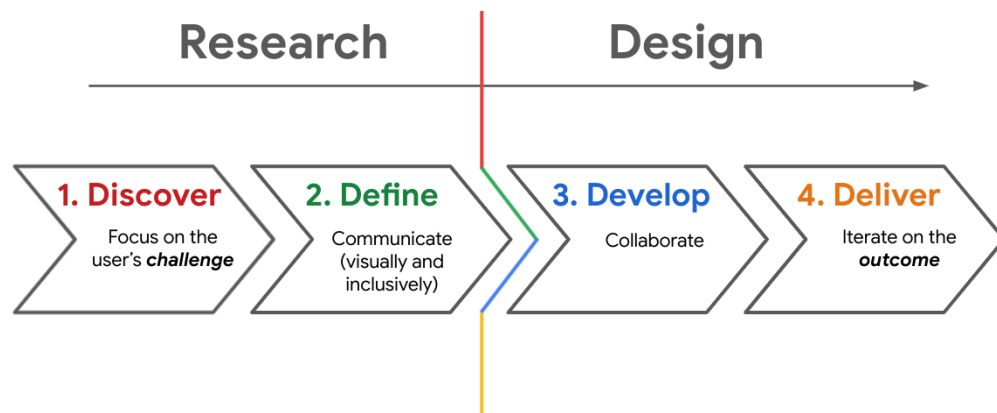 Research
Design
1. Discover
Focus on the
user's challenge
2. Define
Communicate
(visually and
inclusively)
3. Develop
Collaborate
4. Deliver
Iterate on the
outcome